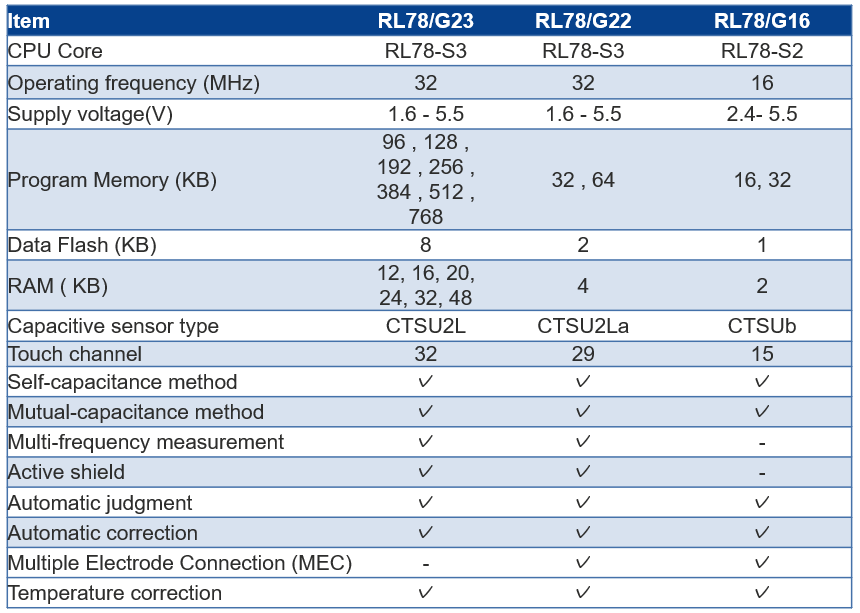 Item RL78/G23 RL78/G22 RL78/G16
CPU Core RL78-S3 RL78-S3 RL78-S2
Operating frequency (MHz) 32 32 16
Supply voltage(V) 1.6 - 5.5 1.6 - 5.5 2.4- 5.5
Program Memory (KB) 96 , 128 ,
192 , 256 ,
384 , 512 ,
768 32 , 64 16, 32
Data Flash (KB) 8 2 1
RAM ( KB) 12, 16, 20,
24, 32, 48 4 2
Capacitive sensor type CTSU2L CTSU2La CTSUb
Touch channel 32 29 15
Self-capacitance method ✓ ✓ ✓
Mutual-capacitance method ✓ ✓ ✓
Multi-frequency measurement ✓ ✓ -
Active shield ✓ ✓ -
Automatic judgment ✓ ✓ ✓
Automatic correction ✓ ✓ ✓
Multiple Electrode Connection (MEC) - ✓ ✓
Temperature correction ✓ ✓ ✓